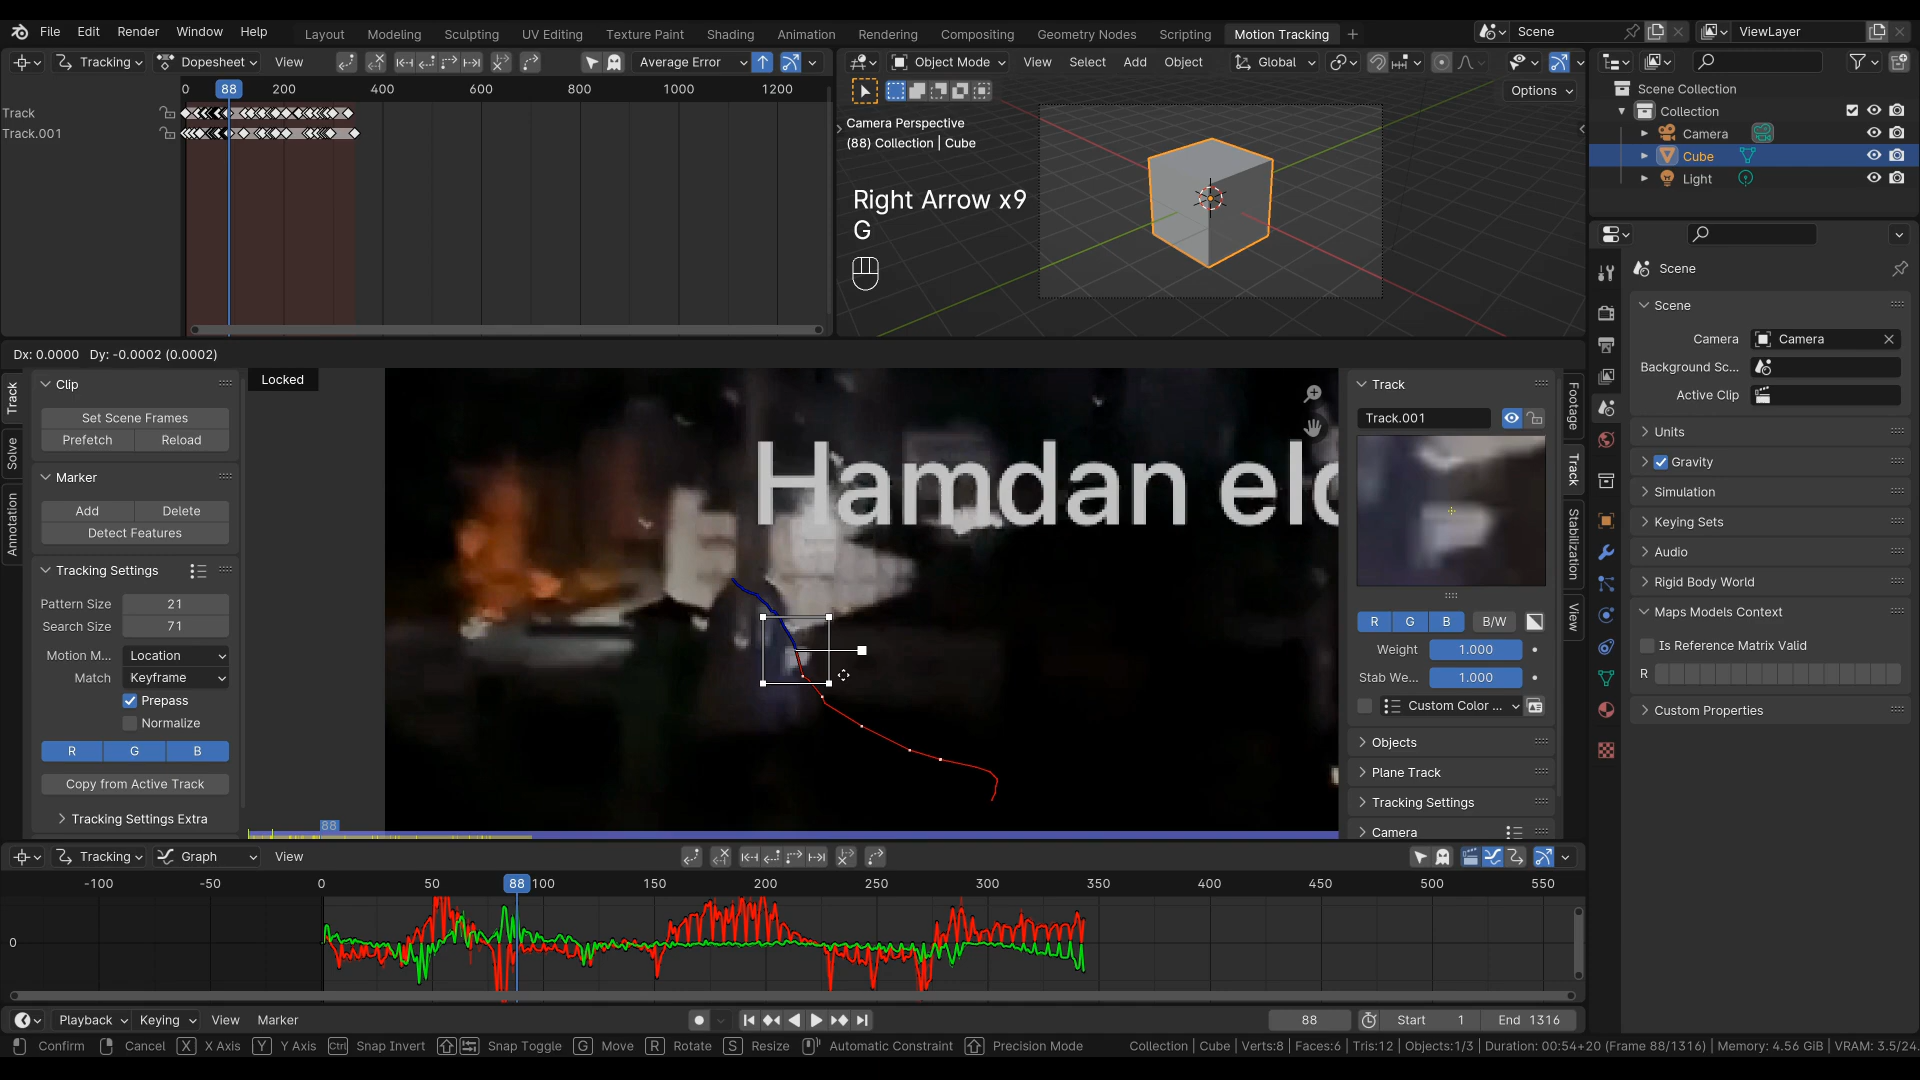 File Edit Render Window Help
Layout Modeling Sculpting UV Editing Texture Paint Shading Animation Rendering Compositing Geometry Nodes Scripting Motion Tracking +
Scene
ViewLayer
Tracking Dopesheet View Average Error
0 88 200 400 600 800 1000 1200
Track
Track.001
Object Mode View Select Add Object Global
Options
Camera Perspective
(88) Collection | Cube
Right Arrow x9
G
Scene Collection
Collection
Camera
Cube
Light
Scene
Scene
Camera Camera
Background Sc...
Active Clip
Units
Gravity
Simulation
Keying Sets
Audio
Rigid Body World
Maps Models Context
Is Reference Matrix Valid
R
Custom Properties
Dx: 0.0000 Dy: -0.0002 (0.0002)
Track
Solve
Annotation
Clip
Set Scene Frames
Prefetch Reload
Marker
Add Delete
Detect Features
Tracking Settings
Pattern Size 21
Search Size 71
Motion M... Location
Match Keyframe
Prepass
Normalize
R G B
Copy from Active Track
Tracking Settings Extra
Locked
Hamdan elo
88
Track
Track.001
R G B B/W
Weight 1.000
Stab We... 1.000
Custom Color ...
Objects
Plane Track
Tracking Settings
Camera
Footage
Track
Stabilization
View
Tracking Graph View
-100 -50 0 50 88 100 150 200 250 300 350 400 450 500 550
0
Playback Keying View Marker
88 Start 1 End 1316
Confirm Cancel X X Axis Y Y Axis Ctrl Snap Invert Snap Toggle G Move R Rotate S Resize Automatic Constraint Precision Mode
Collection | Cube | Verts:8 | Faces:6 | Tris:12 | Objects:1/3 | Duration: 00:54+20 (Frame 88/1316) | Memory: 4.56 GiB | VRAM: 3.5/24.